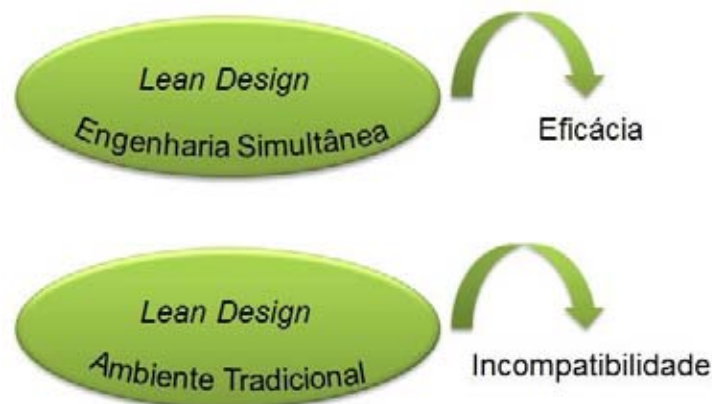 Lean Design
Engenharia Simultânea
Eficácia
Lean Design
Ambiente Tradicional
Incompatibilidade